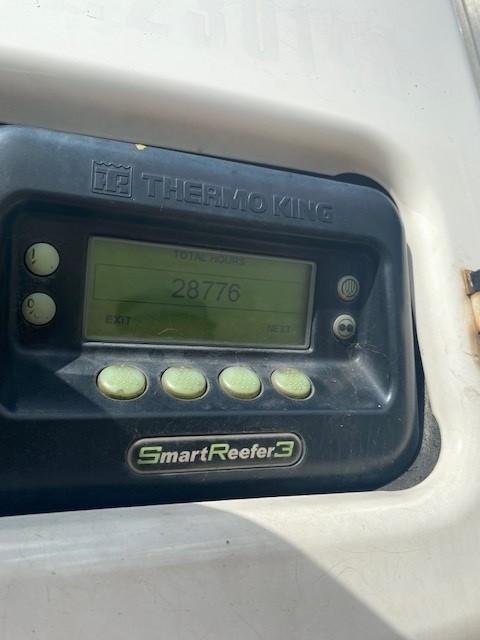 THERMO KING
TOTAL HOURS
28776
EXIT
NEXT
SmartReefer3